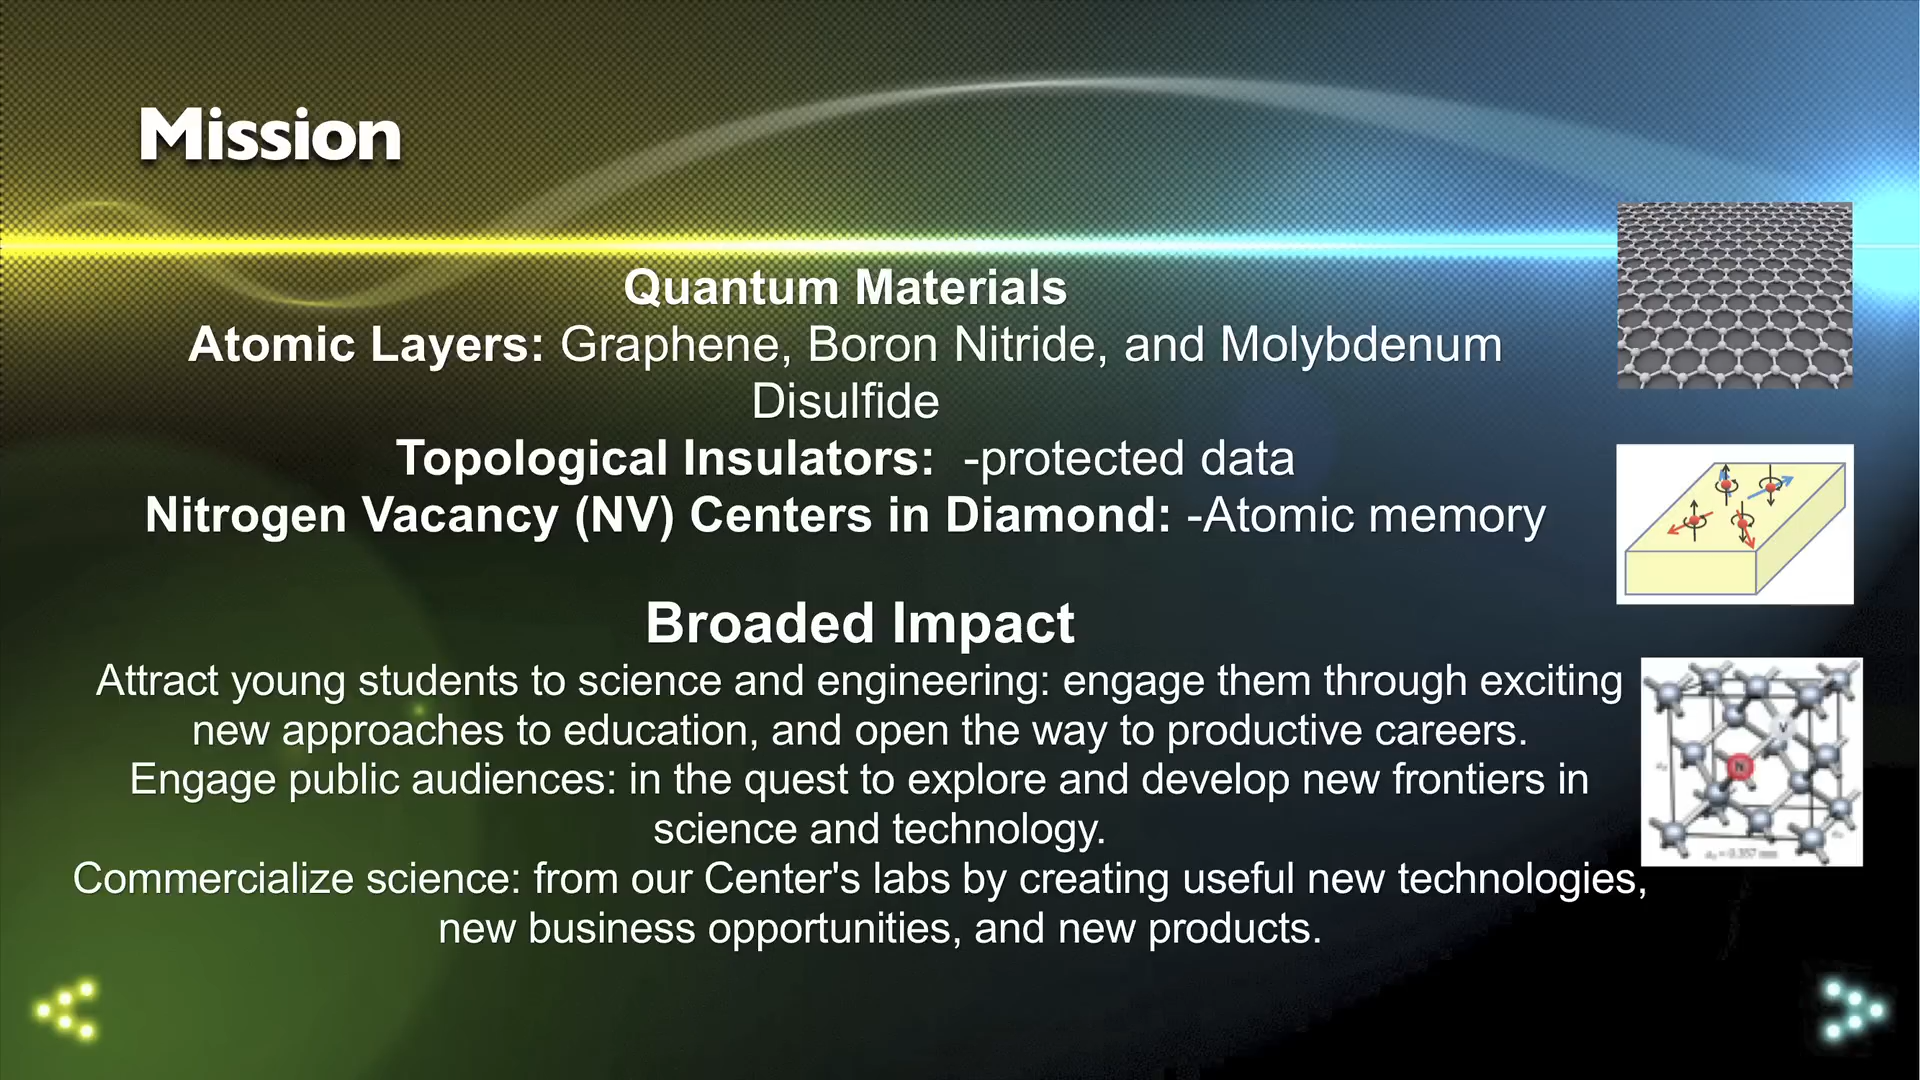 Mission
Quantum Materials
Atomic Layers: Graphene, Boron Nitride, and Molybdenum
Disulfide
Topological Insulators:  -protected data
Nitrogen Vacancy (NV) Centers in Diamond: -Atomic memory
Broaded Impact
Attract young students to science and engineering: engage them through exciting
new approaches to education, and open the way to productive careers.
Engage public audiences: in the quest to explore and develop new frontiers in
science and technology.
Commercialize science: from our Center's labs by creating useful new technologies,
new business opportunities, and new products.
V
N